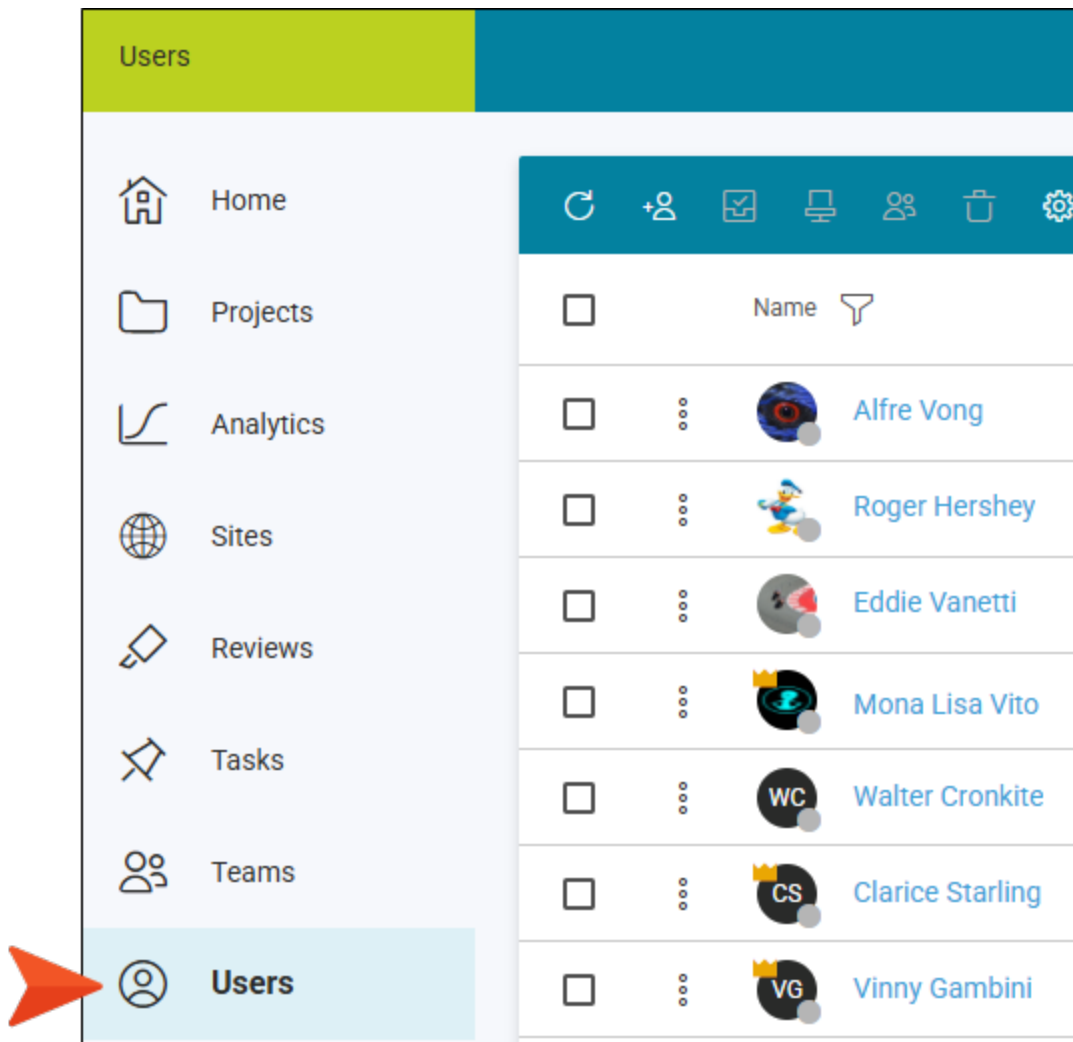 Users
Home
Projects
Analytics
Sites
Reviews
Tasks
Teams
Users
Name
Alfre Vong
Roger Hershey
Eddie Vanetti
Mona Lisa Vito
WC Walter Cronkite
CS Clarice Starling
VG Vinny Gambini